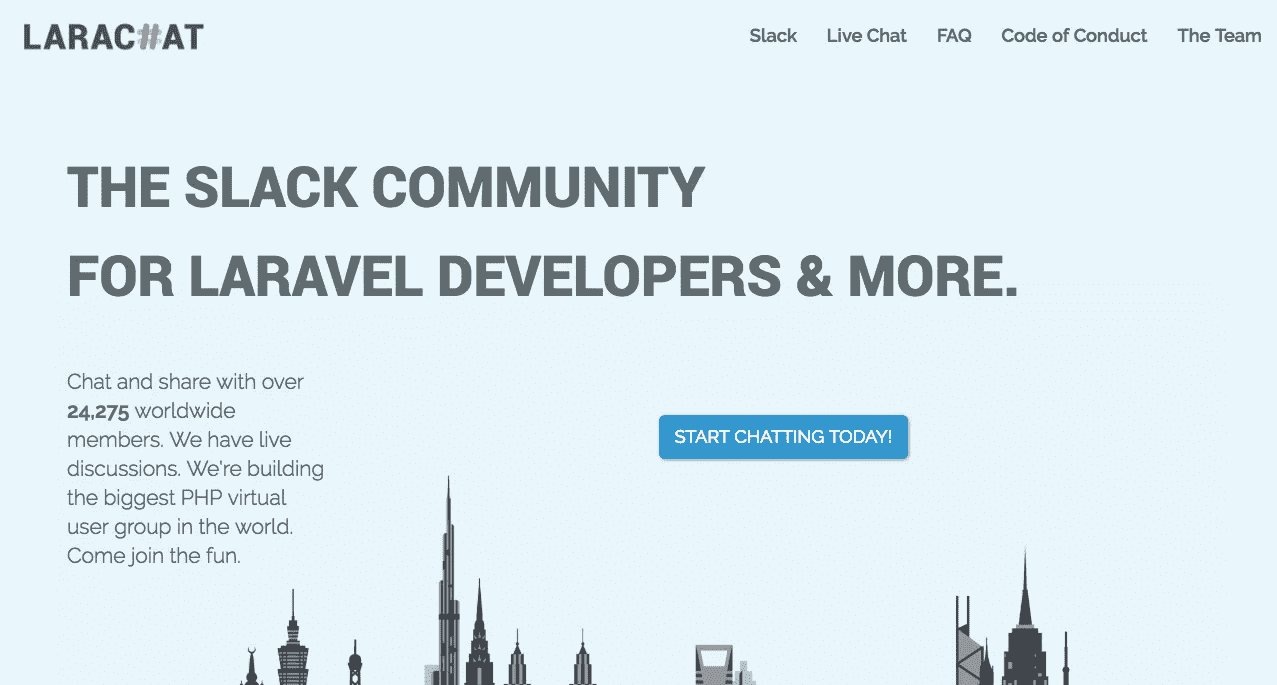 LARAC#AT
Slack Live Chat FAQ Code of Conduct The Team
THE SLACK COMMUNITY
FOR LARAVEL DEVELOPERS & MORE.
Chat and share with over
24,275 worldwide
members. We have live
discussions. We're building
the biggest PHP virtual
user group in the world.
Come join the fun.
START CHATTING TODAY!